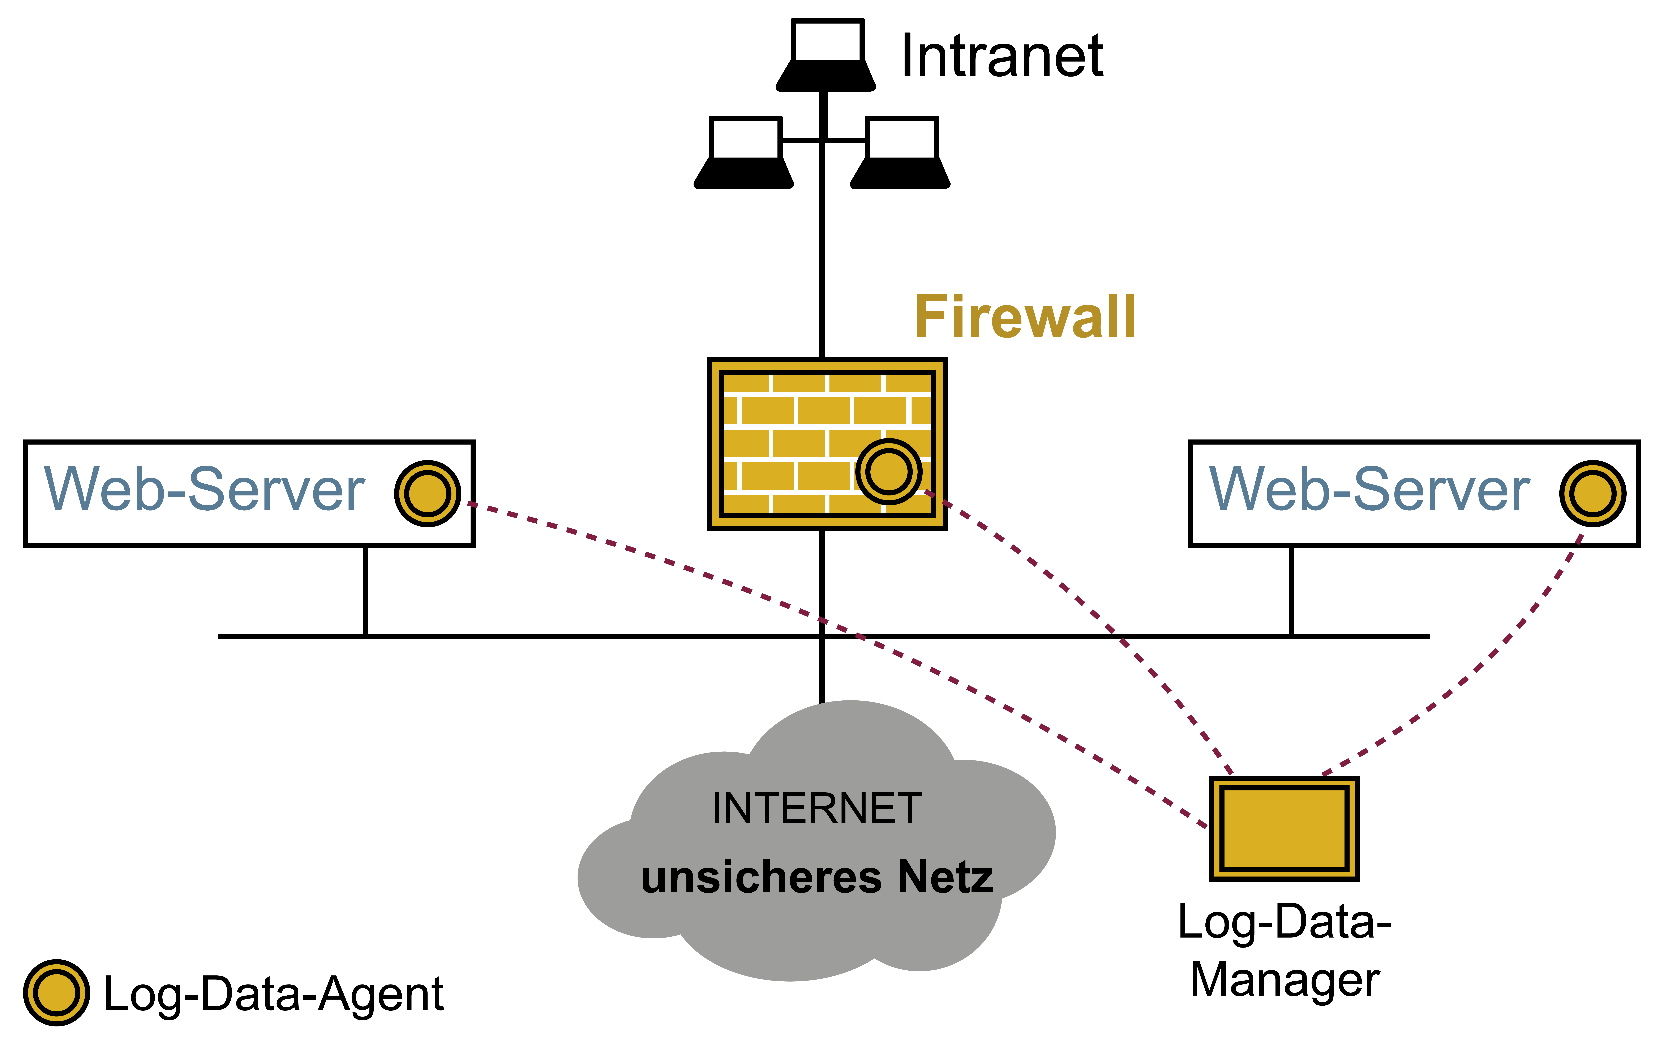 Intranet
Firewall
Web-Server
Web-Server
INTERNET
unsicheres Netz
Log-Data-
Manager
Log-Data-Agent